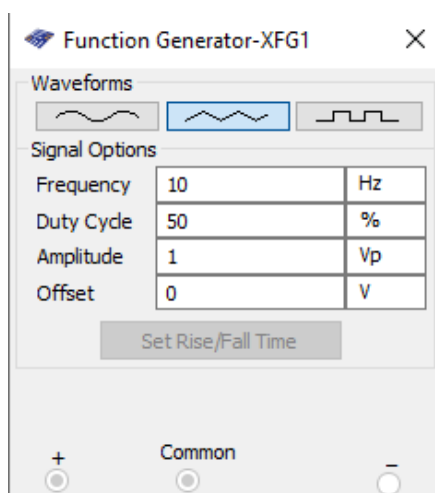 Function Generator-XFG1
Waveforms
Signal Options
Frequency 10 Hz
Duty Cycle 50 %
Amplitude 1 Vp
Offset 0 V
Set Rise/Fall Time
+ Common −